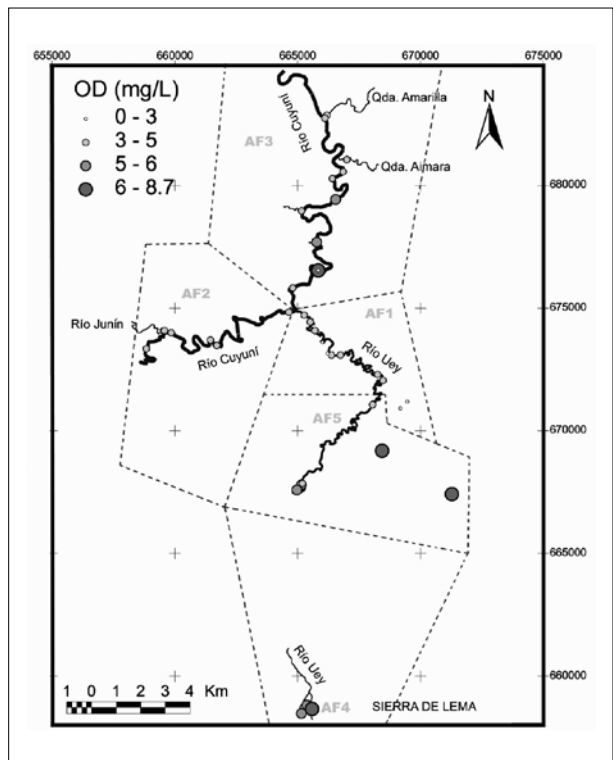 655000 660000 665000 670000 675000
OD (mg/L)
0 - 3
3 - 5
5 - 6
6 - 8.7
N
Qda. Amarilla
Río Cuyuní
AF3
Qda. Aimara
680000
AF2
675000
AF1
Río Junín
Río Cuyuní
Río Uey
AF5
670000
665000
Río Uey
660000
1 0 1 2 3 4 Km
AF4
SIERRA DE LEMA